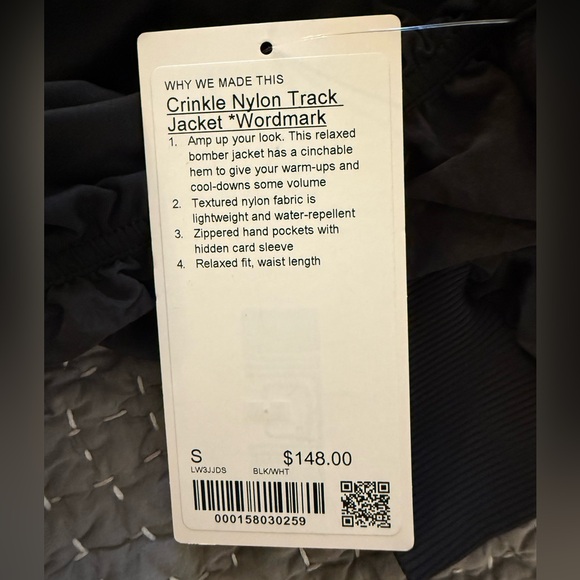 WHY WE MADE THIS
Crinkle Nylon Track
Jacket *Wordmark
1. Amp up your look. This relaxed
bomber jacket has a cinchable
hem to give your warm-ups and
cool-downs some volume
2. Textured nylon fabric is
lightweight and water-repellent
3. Zippered hand pockets with
hidden card sleeve
4. Relaxed fit, waist length
S $148.00
LW3JJDS BLK/WHT
000158030259